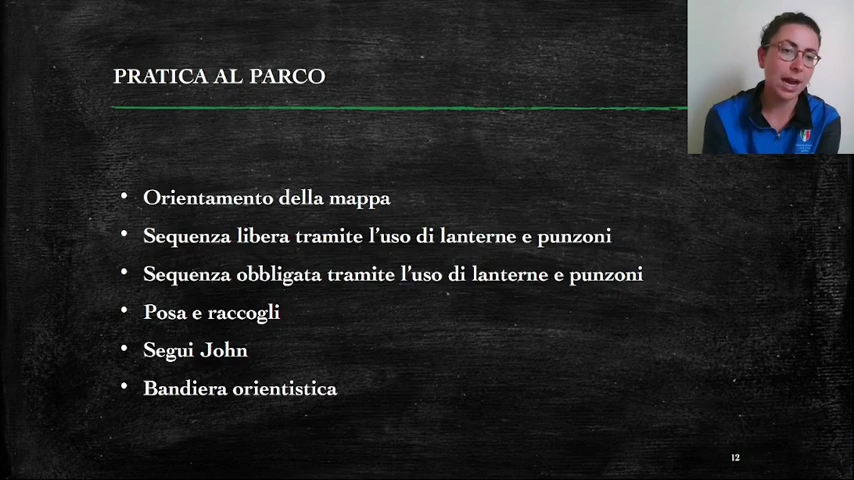 PRATICA AL PARCO
• Orientamento della mappa
• Sequenza libera tramite l'uso di lanterne e punzoni
• Sequenza obbligata tramite l'uso di lanterne e punzoni
• Posa e raccogli
• Segui John
• Bandiera orientistica
12